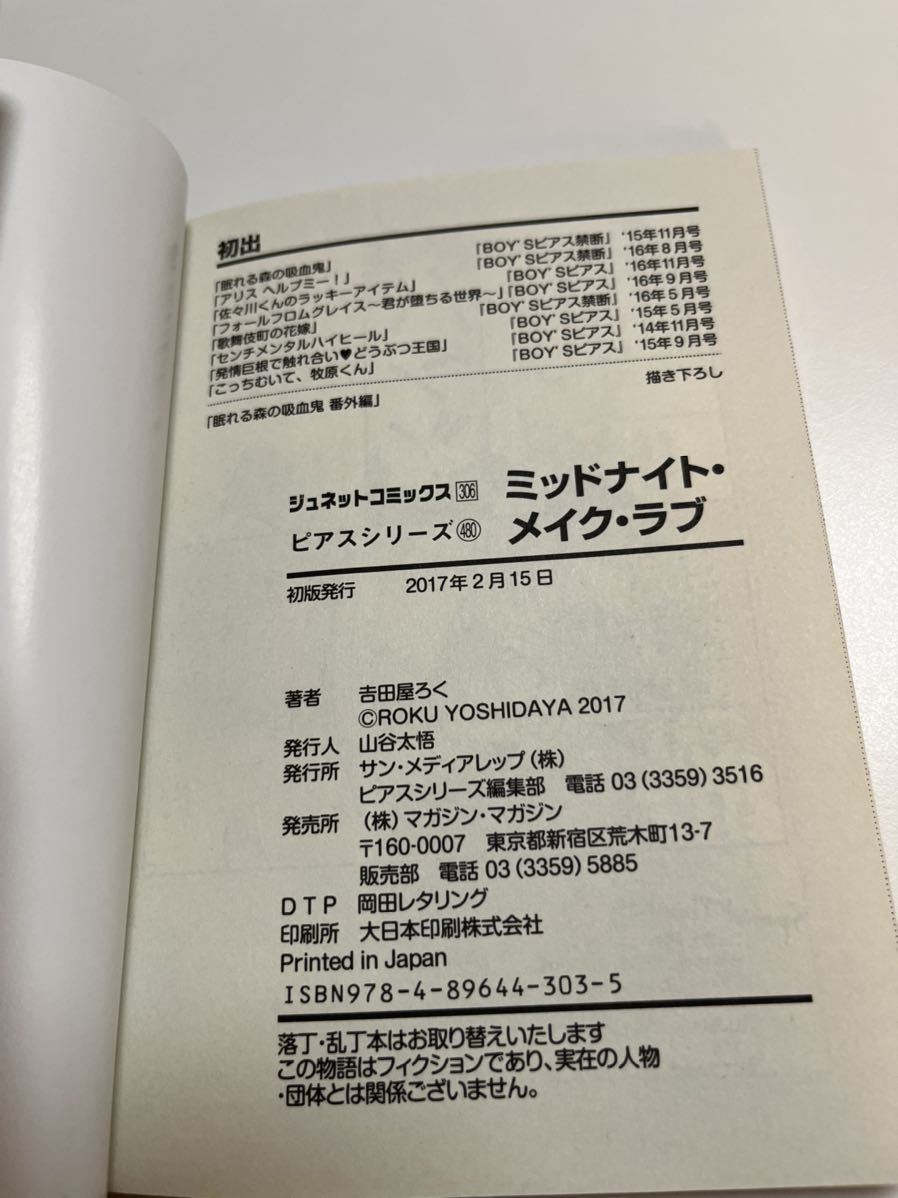 初出
「眠れる森の吸血鬼」 『BOY'Sピアス禁断』 '15年11月号
「アリス ヘルプミー！」 『BOY'Sピアス禁断』 '16年8月号
「佐々川くんのラッキーアイテム」 『BOY'Sピアス』 '16年11月号
「フォールフロムグレイス〜君が堕ちる世界〜」 『BOY'Sピアス』 '16年9月号
「歌舞伎町の花嫁」 『BOY'Sピアス禁断』 '16年5月号
「センチメンタルハイヒール」 『BOY'Sピアス』 '15年5月号
「発情巨根で触れ合い♥どうぶつ王国」 『BOY'Sピアス』 '14年11月号
「こっちむいて、牧原くん」 『BOY'Sピアス』 '15年9月号
「眠れる森の吸血鬼 番外編」 描き下ろし
ジュネットコミックス306
ピアスシリーズ480
ミッドナイト・
メイク・ラブ
初版発行 2017年2月15日
著者 𠮷田屋ろく
©ROKU YOSHIDAYA 2017
発行人 山谷太悟
発行所 サン・メディアレップ（株）
ピアスシリーズ編集部 電話 03（3359）3516
発売所 （株）マガジン・マガジン
〒160-0007 東京都新宿区荒木町13-7
販売部 電話 03（3359）5885
DTP 岡田レタリング
印刷所 大日本印刷株式会社
Printed in Japan
ISBN978-4-89644-303-5
落丁・乱丁本はお取り替えいたします
この物語はフィクションであり、実在の人物
・団体とは関係ございません。